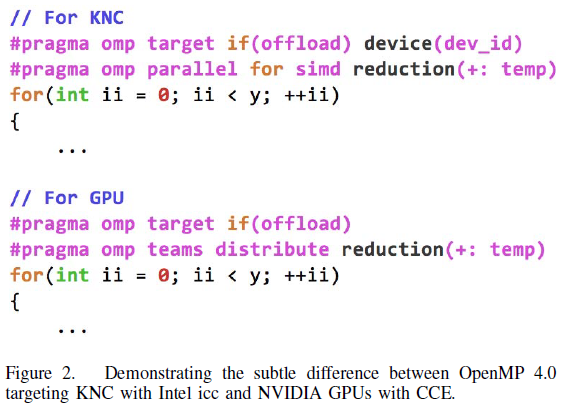 // For KNC
#pragma omp target if(offload) device(dev_id)
#pragma omp parallel for simd reduction(+: temp)
for(int ii = 0; ii < y; ++ii)
{
...
// For GPU
#pragma omp target if(offload)
#pragma omp teams distribute reduction(+: temp)
for(int ii = 0; ii < y; ++ii)
{
...
Figure 2. Demonstrating the subtle difference between OpenMP 4.0
targeting KNC with Intel icc and NVIDIA GPUs with CCE.